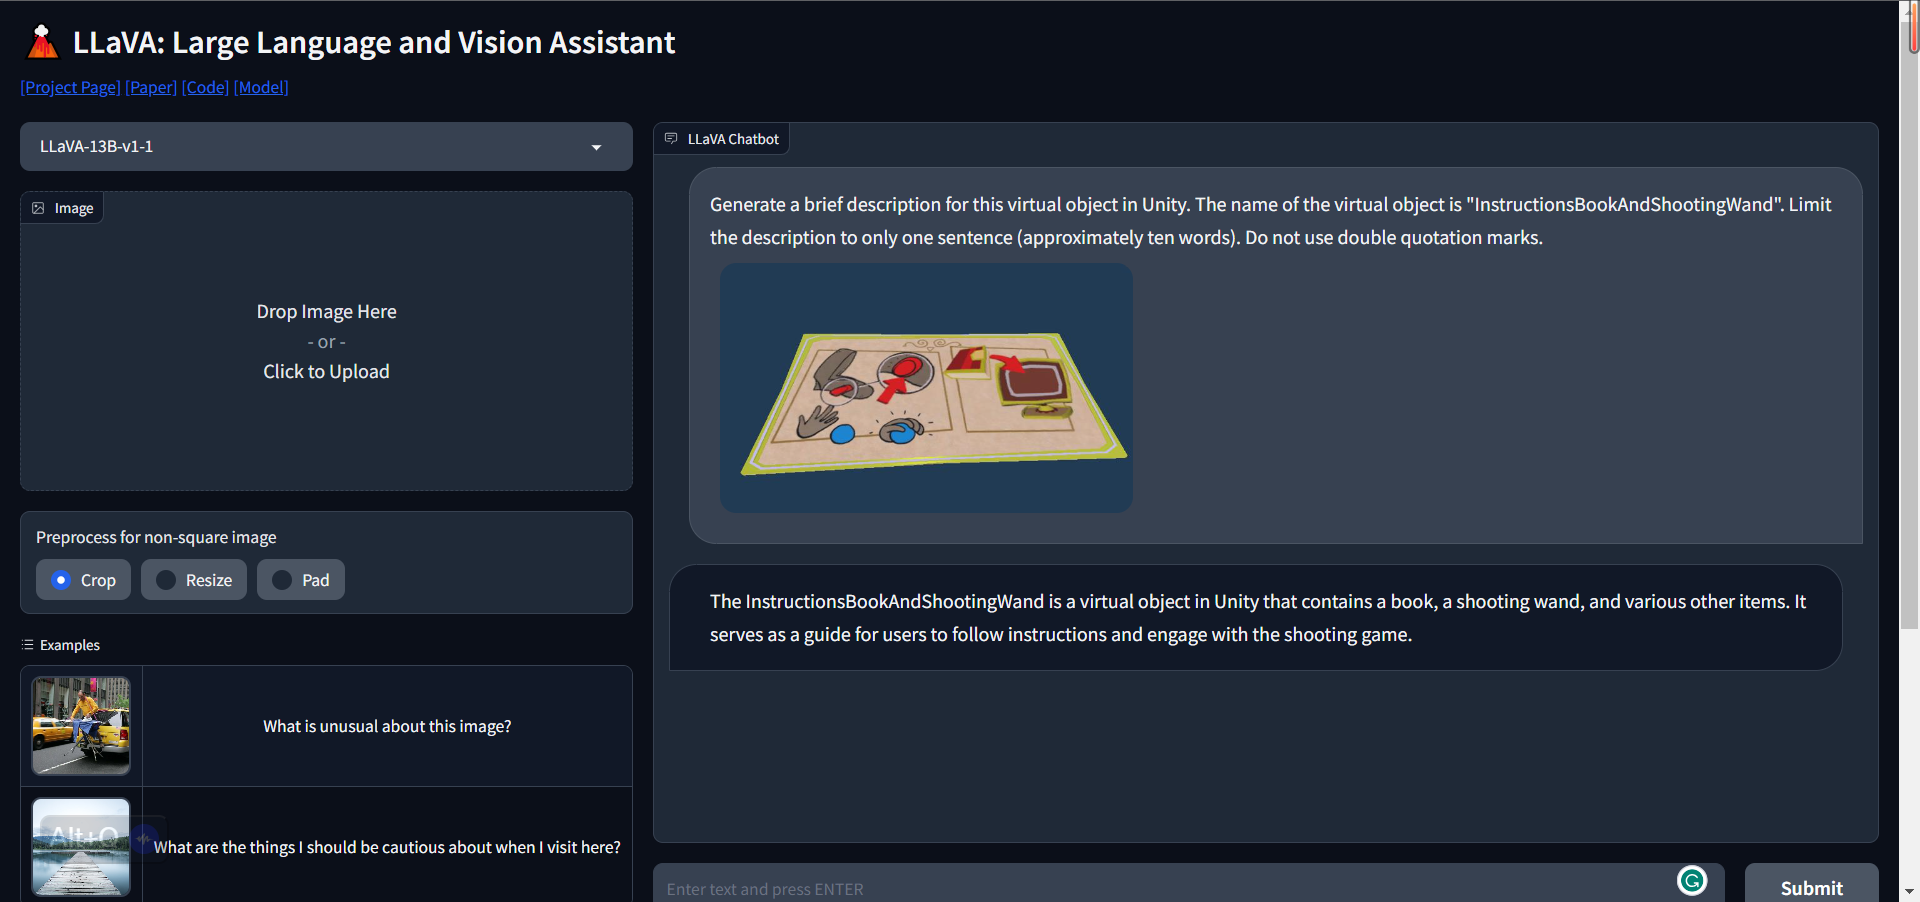 LLaVA: Large Language and Vision Assistant
[Project Page] [Paper] [Code] [Model]
LLaVA-13B-v1-1
Image
Drop Image Here
- or -
Click to Upload
Preprocess for non-square image
Crop
Resize
Pad
Examples
What is unusual about this image?
Alt+Q
What are the things I should be cautious about when I visit here?
LLaVA Chatbot
Generate a brief description for this virtual object in Unity. The name of the virtual object is "InstructionsBookAndShootingWand". Limit
the description to only one sentence (approximately ten words). Do not use double quotation marks.
The InstructionsBookAndShootingWand is a virtual object in Unity that contains a book, a shooting wand, and various other items. It
serves as a guide for users to follow instructions and engage with the shooting game.
Enter text and press ENTER
Submit